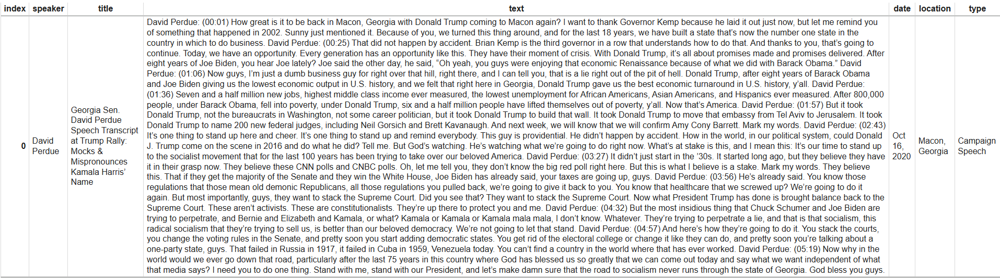 index speaker title text date location type
0
David
Perdue
Georgia Sen.
David Perdue
Speech Transcript
at Trump Rally:
Mocks &
Mispronounces
Kamala Harris’
Name
David Perdue: (00:01) How great is it to be back in Macon, Georgia with Donald Trump coming to Macon again? I want to thank Governor Kemp because he laid it out just now, but let me remind you
of something that happened in 2002. Sunny just mentioned it. Because of you, we turned this thing around, and for the last 18 years, we have built a state that’s now the number one state in the
country in which to do business. David Perdue: (00:25) That did not happen by accident. Brian Kemp is the third governor in a row that understands how to do that. And thanks to you, that’s going to
continue. Today, we have an opportunity. Every generation has an opportunity like this. They have their moment of crisis. With Donald Trump, it’s all about promises made and promises delivered. After
eight years of Joe Biden, you hear Joe lately? Joe said the other day, he said, “Oh yeah, you guys were enjoying that economic Renaissance because of what we did with Barack Obama.” David
Perdue: (01:06) Now guys, I’m just a dumb business guy for right over that hill, right there, and I can tell you, that is a lie right out of the pit of hell. Donald Trump, after eight years of Barack Obama
and Joe Biden giving us the lowest economic output in U.S. history, and we felt that right here in Georgia, Donald Trump gave us the best economic turnaround in U.S. history, y’all. David Perdue:
(01:36) Seven and a half million new jobs, highest middle class income ever measured, the lowest unemployment for African Americans, Asian Americans, and Hispanics ever measured. After 800,000
people, under Barack Obama, fell into poverty, under Donald Trump, six and a half million people have lifted themselves out of poverty, y’all. Now that’s America. David Perdue: (01:57) But it took
Donald Trump, not the bureaucrats in Washington, not some career politician, but it took Donald Trump to build that wall. It took Donald Trump to move that embassy from Tel Aviv to Jerusalem. It took
Donald Trump to name 200 new federal judges, including Neil Gorsich and Brett Kavanaugh. And next week, we will know that we will confirm Amy Cony Barrett. Mark my words. David Perdue: (02:43)
It’s one thing to stand up here and cheer. It’s one thing to stand up and remind everybody. This guy is providential. He didn’t happen by accident. How in the world, in our political system, could Donald
J. Trump come on the scene in 2016 and do what he did? Tell me. But God’s watching. He’s watching what we’re going to do right now. What’s at stake is this, and I mean this: It’s our time to stand up
to the socialist movement that for the last 100 years has been trying to take over our beloved America. David Perdue: (03:27) It didn’t just start in the ’30s. It started long ago, but they believe they have
it in their grasp now. They believe these CNN polls and CNBC polls. Oh, let me tell you, they don’t know the big red poll right here. But this is what I believe is a stake. Mark my words. They believe
this. That if they get the majority of the Senate and they win the White House, Joe Biden has already said, your taxes are going up, guys. David Perdue: (03:56) He’s already said. You know those
regulations that those mean old demonic Republicans, all those regulations you pulled back, we’re going to give it back to you. You know that healthcare that we screwed up? We’re going to do it
again. But most importantly, guys, they want to stack the Supreme Court. Did you see that? They want to stack the Supreme Court. Now what President Trump has done is brought balance back to the
Supreme Court. These aren’t activists. These are constitutionalists. They’re up there to protect you and me. David Perdue: (04:32) But the most insidious thing that Chuck Schumer and Joe Biden are
trying to perpetrate, and Bernie and Elizabeth and Kamala, or what? Kamala or Kamala or Kamala mala mala, I don’t know. Whatever. They’re trying to perpetrate a lie, and that is that socialism, this
radical socialism that they’re trying to sell us, is better than our beloved democracy. We’re not going to let that stand. David Perdue: (04:57) And here’s how they’re going to do it. You stack the courts,
you change the voting rules in the Senate, and pretty soon you start adding democratic states. You get rid of the electoral college or change it like they can do, and pretty soon you’re talking about a
one-party state, guys. That failed in Russia in 1917, it failed in Cuba in 1959, Venezuela today. You can’t find a country in the world where that has ever worked. David Perdue: (05:19) Now why in the
world would we ever go down that road, particularly after the last 75 years in this country where God has blessed us so greatly that we can come out today and say what we want independent of what
that media says? I need you to do one thing. Stand with me, stand with our President, and let’s make damn sure that the road to socialism never runs through the state of Georgia. God bless you guys.
Oct
16,
2020
Macon,
Georgia
Campaign
Speech